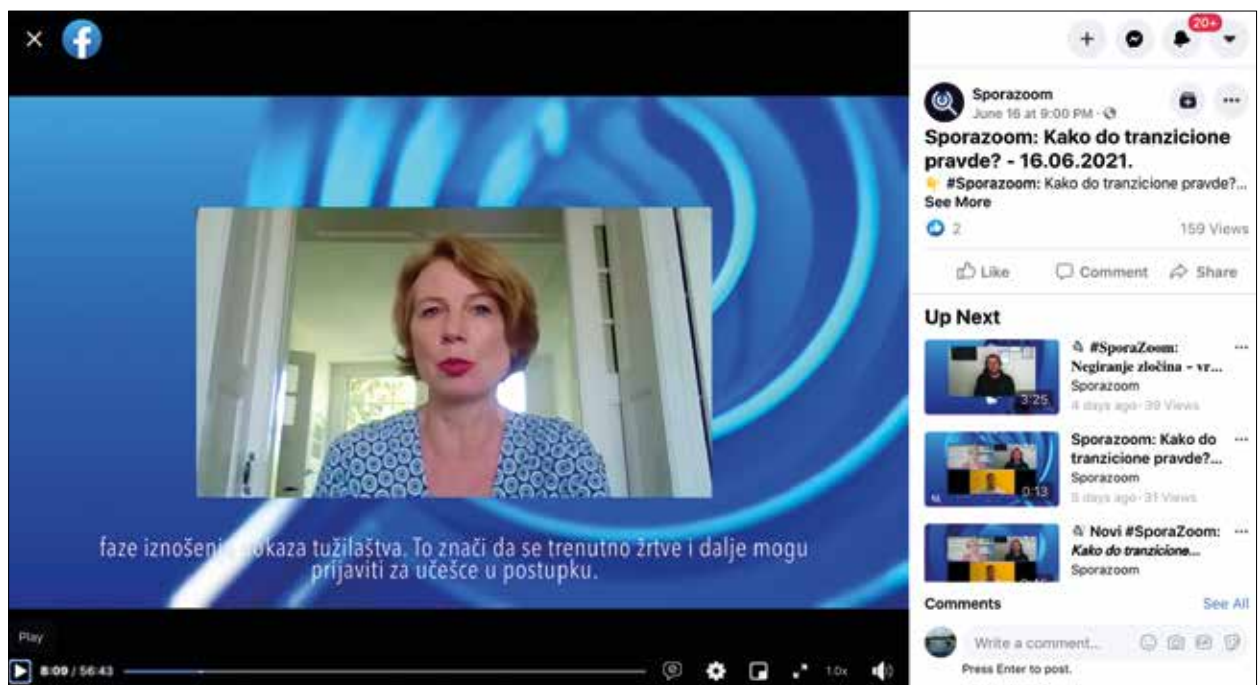 20+
Sporazoom
June 16 at 9:00 PM ·
Sporazoom: Kako do tranzicione
pravde? - 16.06.2021.
#Sporazoom: Kako do tranzicione pravde?...
See More
2
159 Views
Like
Comment
Share
Up Next
#SporaZoom:
Negiranje zločina - vr...
Sporazoom
4 days ago · 39 Views
3:25
Sporazoom: Kako do
tranzicione pravde?...
Sporazoom
days ago · 31 Views
0:13
Novi #SporaZoom:
Kako do tranzicione...
Sporazoom
Comments
See All
Write a comment...
Press Enter to post.
faze iznošenj okaza tužilaštva. To znači da se trenutno žrtve i dalje mogu
prijaviti za učešce u postupku.
Play
8:09 / 56:43
1.0x